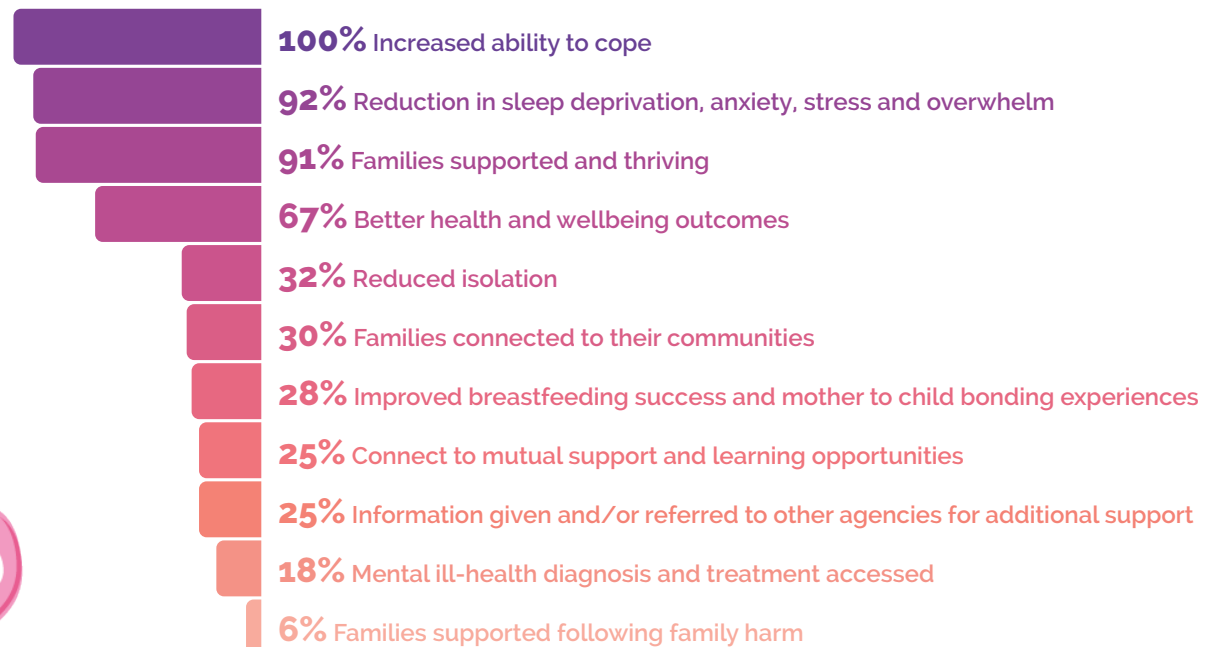 100% Increased ability to cope
92% Reduction in sleep deprivation, anxiety, stress and overwhelm
91% Families supported and thriving
67% Better health and wellbeing outcomes
32% Reduced isolation
30% Families connected to their communities
28% Improved breastfeeding success and mother to child bonding experiences
25% Connect to mutual support and learning opportunities
25% Information given and/or referred to other agencies for additional support
18% Mental ill-health diagnosis and treatment accessed
6% Families supported following family harm